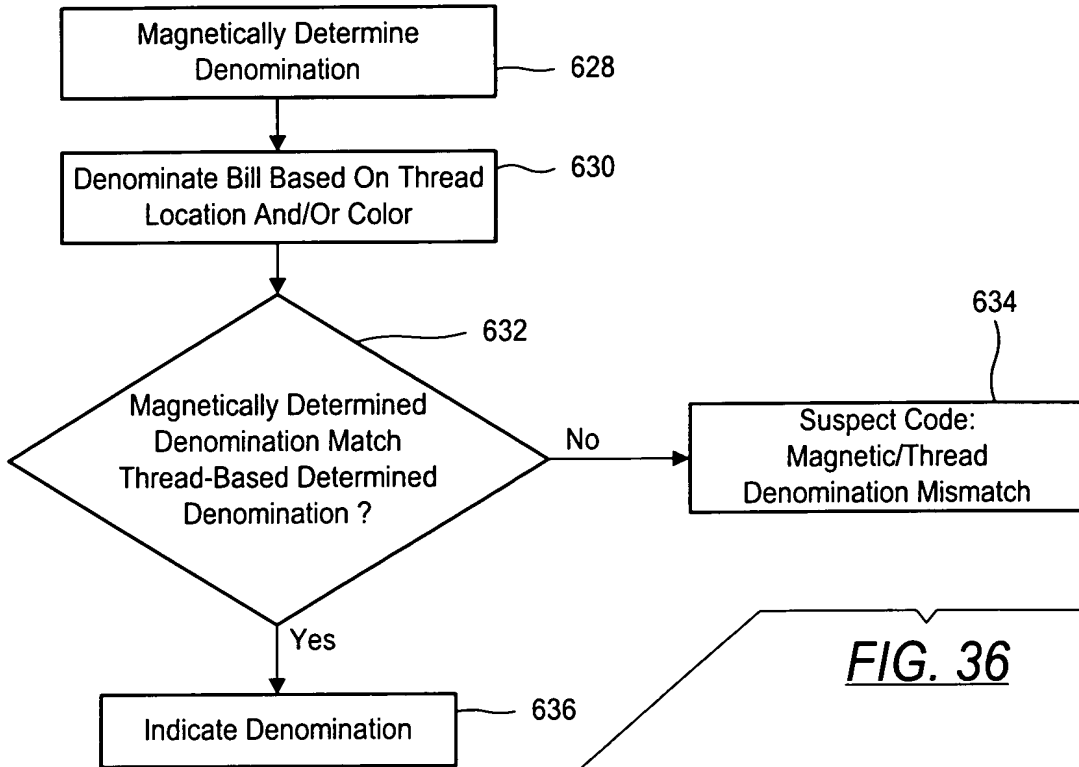 Magnetically Determine
Denomination
628
Denominate Bill Based On Thread
Location And/Or Color
630
632
Magnetically Determined
Denomination Match
Thread-Based Determined
Denomination ?
No
634
Suspect Code:
Magnetic/Thread
Denomination Mismatch
Yes
Indicate Denomination
636
FIG. 36